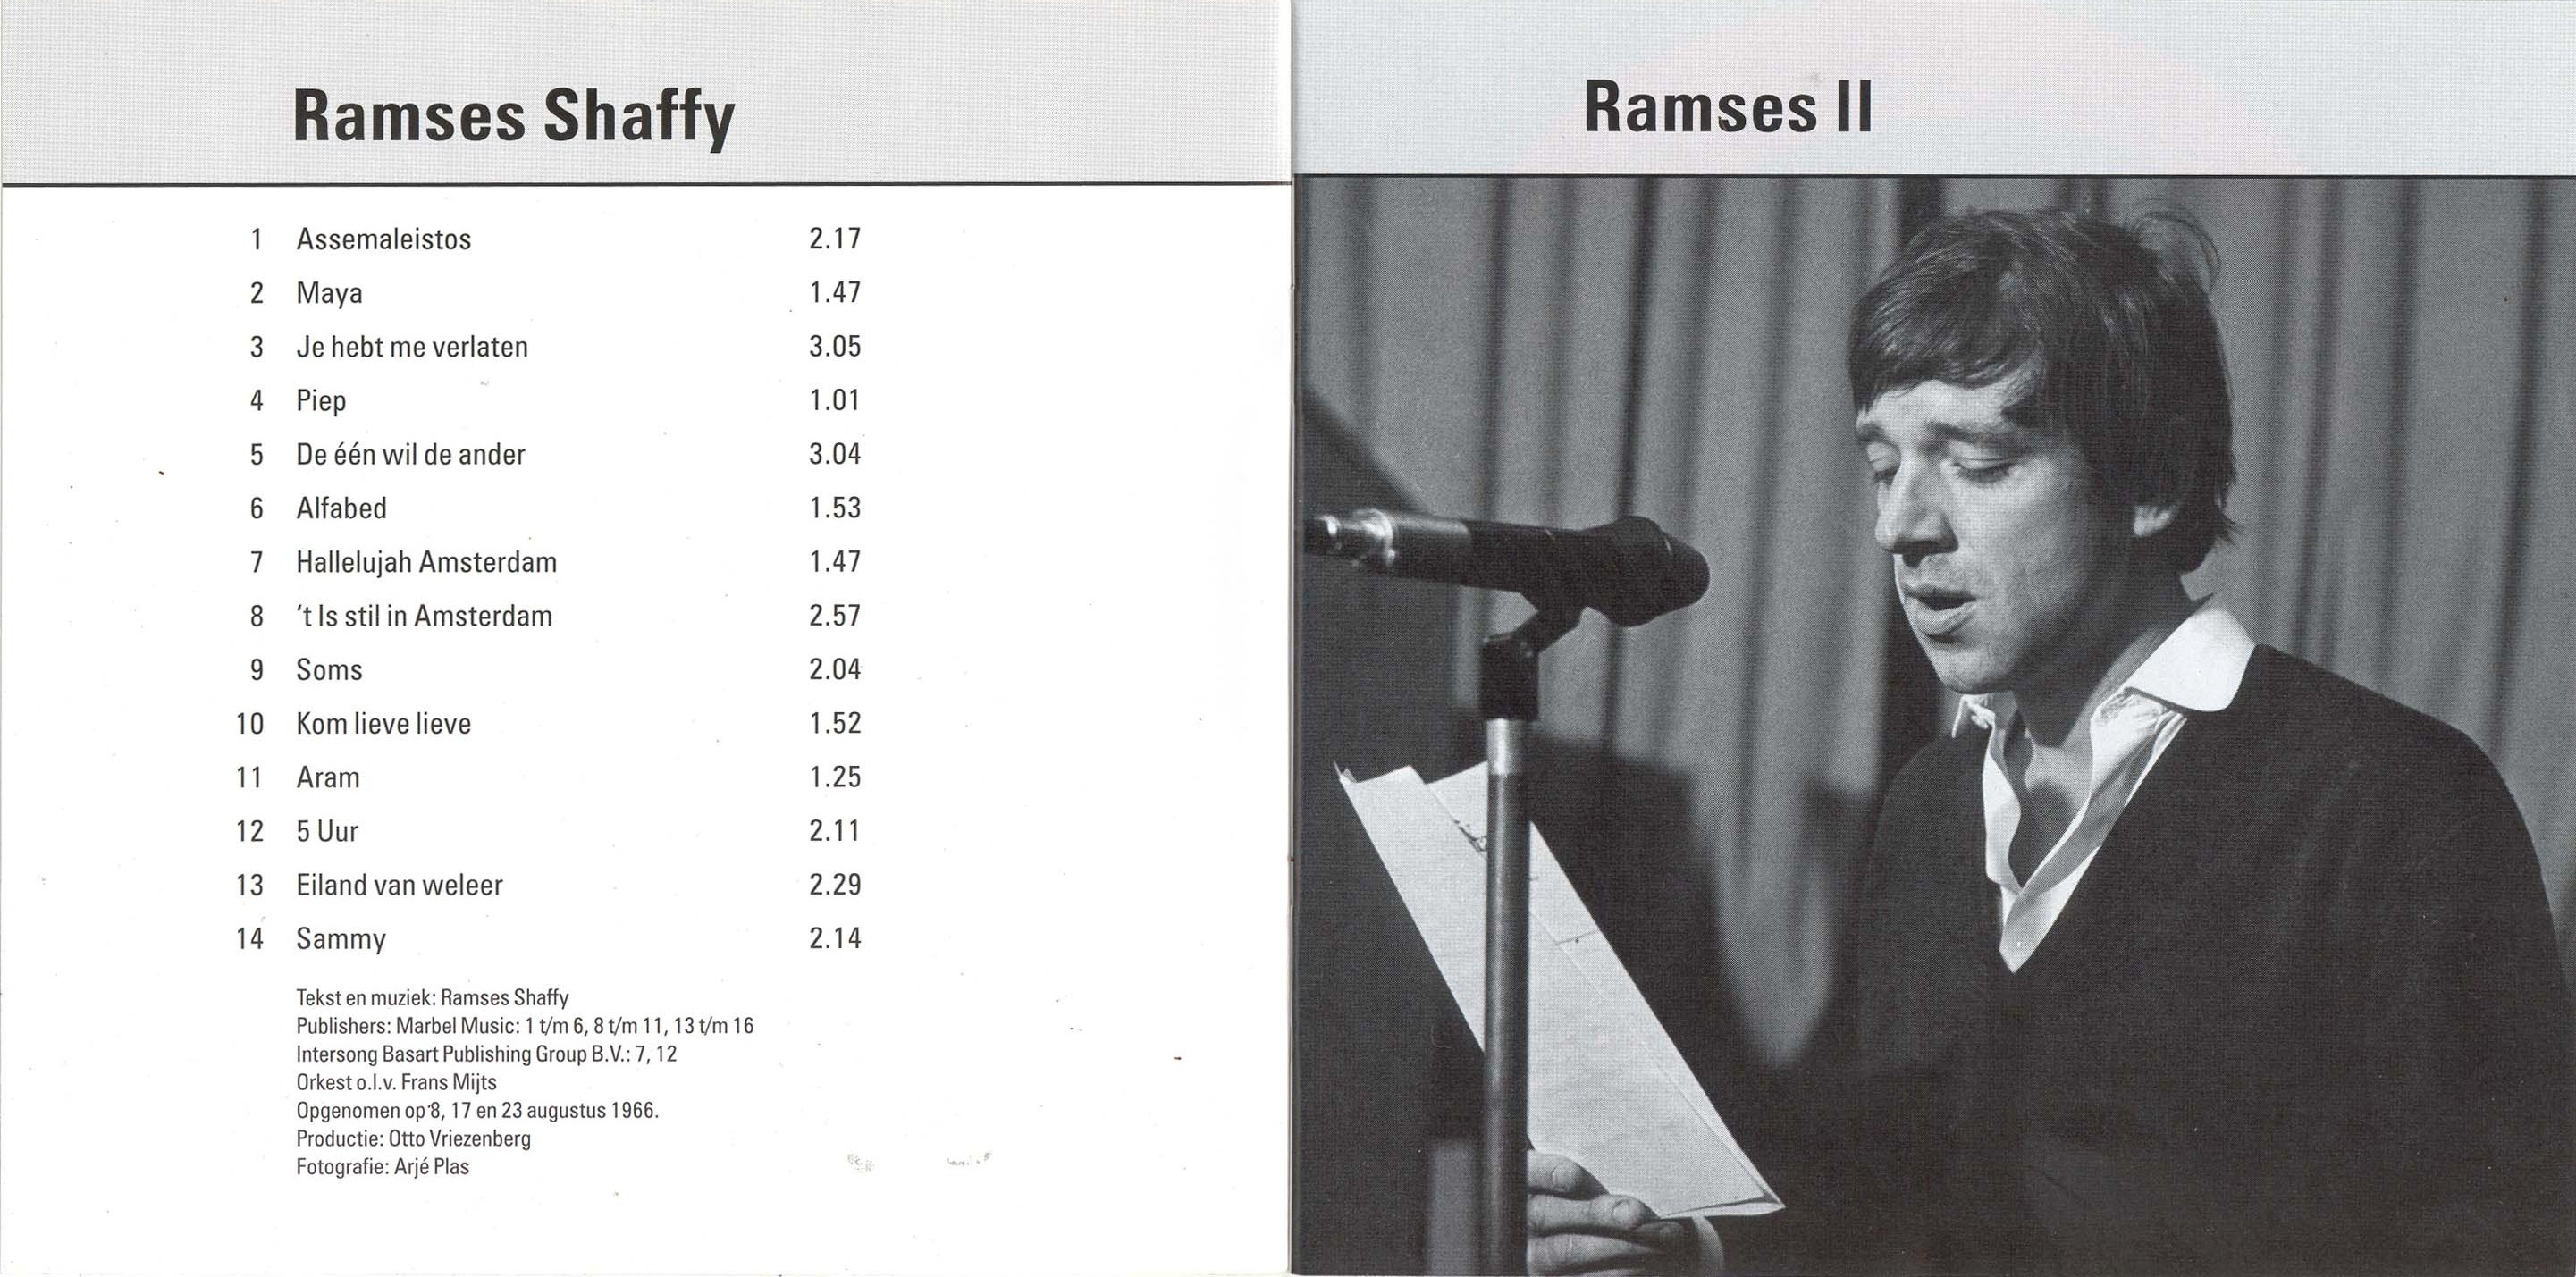 Ramses Shaffy
1 Assemaleistos 2.17
2 Maya 1.47
3 Je hebt me verlaten 3.05
4 Piep 1.01
5 De één wil de ander 3.04
6 Alfabed 1.53
7 Hallelujah Amsterdam 1.47
8 ‘t Is stil in Amsterdam 2.57
9 Soms 2.04
10 Kom lieve lieve 1.52
11 Aram 1.25
12 5 Uur 2.11
13 Eiland van weleer 2.29
14 Sammy 2.14
Tekst en muziek: Ramses Shaffy
Publishers: Marbel Music: 1 t/m 6, 8 t/m 11, 13 t/m 16
Intersong Basart Publishing Group B.V.: 7, 12
Orkest o.l.v. Frans Mijts
Opgenomen op 8, 17 en 23 augustus 1966.
Productie: Otto Vriezenberg
Fotografie: Arjé Plas
Ramses II